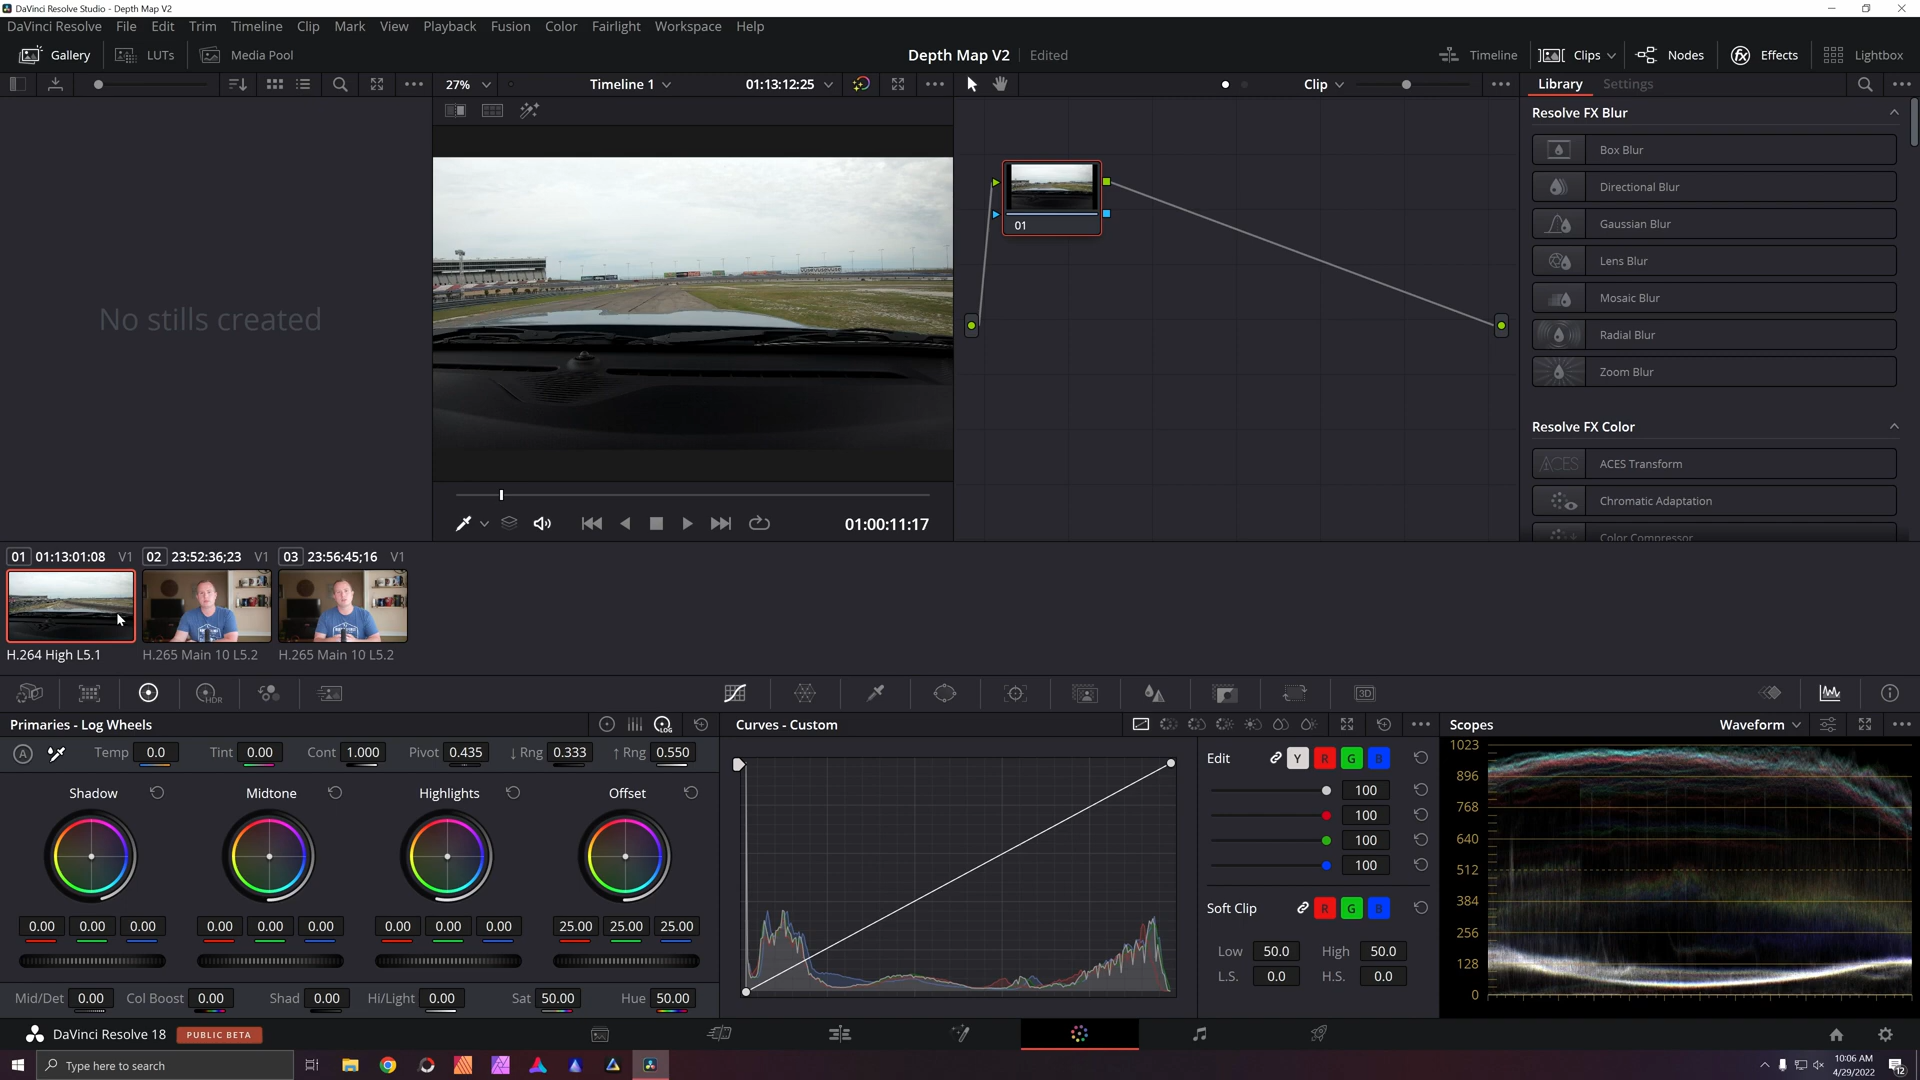 DaVinci Resolve Studio - Depth Map V2
DaVinci Resolve File Edit Trim Timeline Clip Mark View Playback Fusion Color Fairlight Workspace Help
Gallery LUTs Media Pool Depth Map V2 Edited Timeline Clips Nodes Effects Lightbox
27% Timeline 1 01:13:12:25 Clip Library Settings
Resolve FX Blur
Box Blur
Directional Blur
Gaussian Blur
Lens Blur
Mosaic Blur
Radial Blur
Zoom Blur
Resolve FX Color
ACES ACES Transform
Chromatic Adaptation
Color Compressor
No stills created
01
01:00:11:17
01 01:13:01:08 V1 02 23:52:36;23 V1 03 23:56:45;16 V1
H.264 High L5.1 H.265 Main 10 L5.2 H.265 Main 10 L5.2
HDR 3D
Primaries - Log Wheels LOG Curves - Custom Scopes Waveform
A Temp 0.0 Tint 0.00 Cont 1.000 Pivot 0.435 ↓ Rng 0.333 ↑ Rng 0.550
Shadow Midtone Highlights Offset
0.00 0.00 0.00 0.00 0.00 0.00 0.00 0.00 0.00 25.00 25.00 25.00
Mid/Det 0.00 Col Boost 0.00 Shad 0.00 Hi/Light 0.00 Sat 50.00 Hue 50.00
Edit Y R G B
100
100
100
100
Soft Clip R G B
Low 50.0 High 50.0
L.S. 0.0 H.S. 0.0
1023
896
768
640
512
384
256
128
0
DaVinci Resolve 18 PUBLIC BETA
Type here to search
10:06 AM
4/29/2022
12